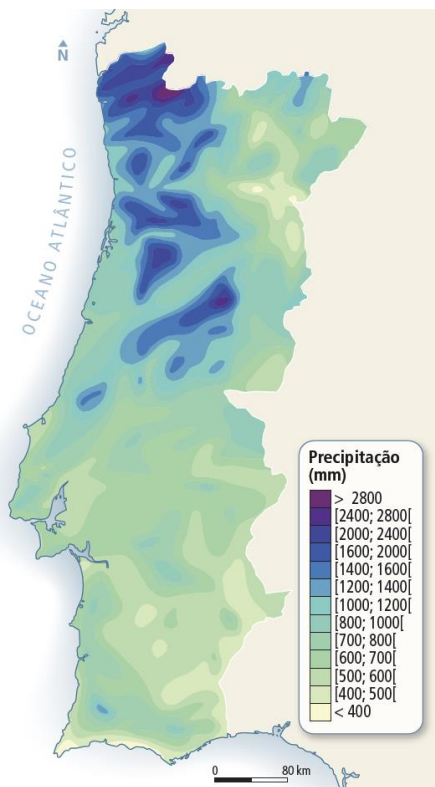 N
OCEANO ATLÂNTICO
Precipitação
(mm)
> 2800
[2400; 2800[
[2000; 2400[
[1600; 2000[
[1400; 1600[
[1200; 1400[
[1000; 1200[
[800; 1000[
[700; 800[
[600; 700[
[500; 600[
[400; 500[
< 400
0 80 km